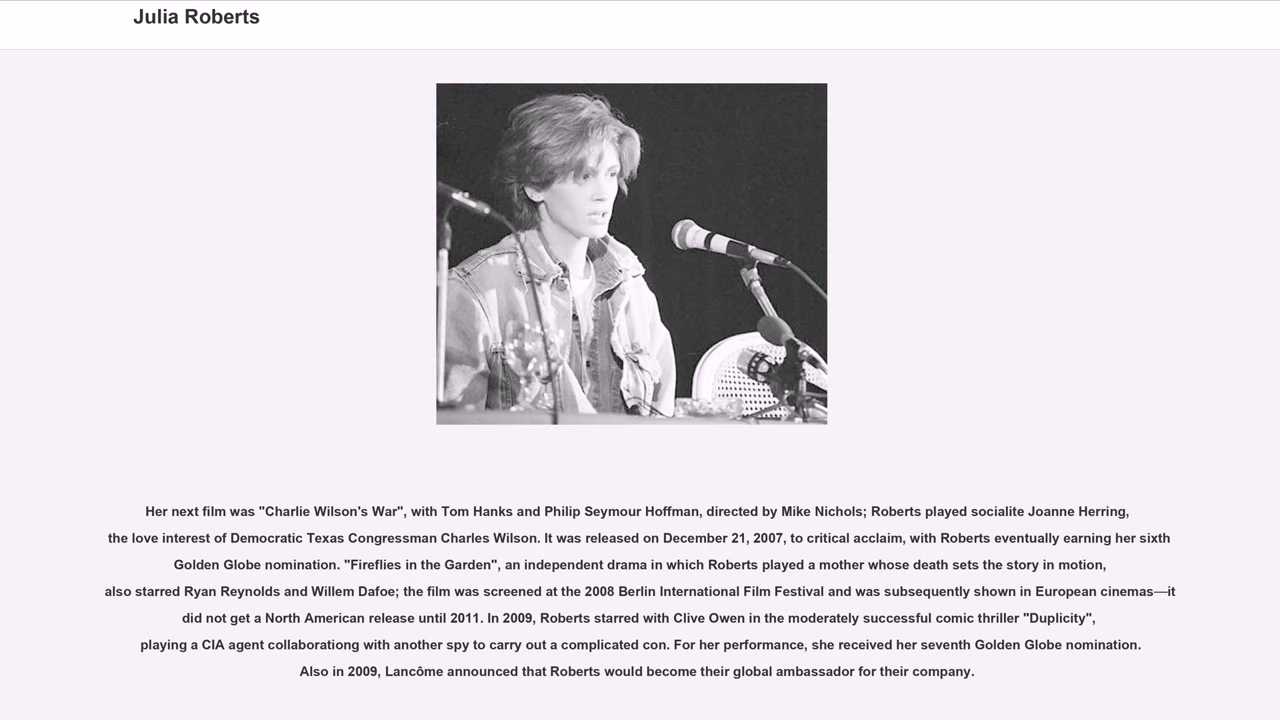 Julia Roberts
Her next film was "Charlie Wilson's War", with Tom Hanks and Philip Seymour Hoffman, directed by Mike Nichols; Roberts played socialite Joanne Herring,
the love interest of Democratic Texas Congressman Charles Wilson. It was released on December 21, 2007, to critical acclaim, with Roberts eventually earning her sixth
Golden Globe nomination. "Fireflies in the Garden", an independent drama in which Roberts played a mother whose death sets the story in motion,
also starred Ryan Reynolds and Willem Dafoe; the film was screened at the 2008 Berlin International Film Festival and was subsequently shown in European cinemas—it
did not get a North American release until 2011. In 2009, Roberts starred with Clive Owen in the moderately successful comic thriller "Duplicity",
playing a CIA agent collaborationg with another spy to carry out a complicated con. For her performance, she received her seventh Golden Globe nomination.
Also in 2009, Lancôme announced that Roberts would become their global ambassador for their company.